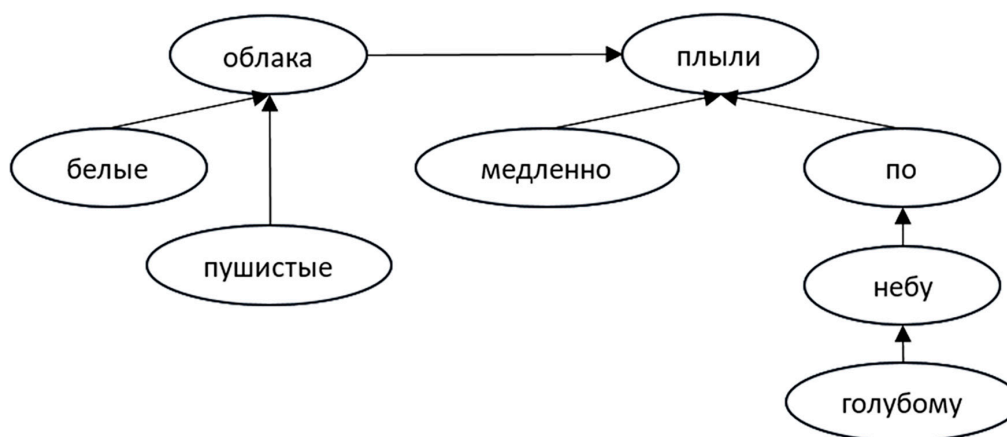 облака
плыли
белые
медленно
по
пушистые
небу
голубому